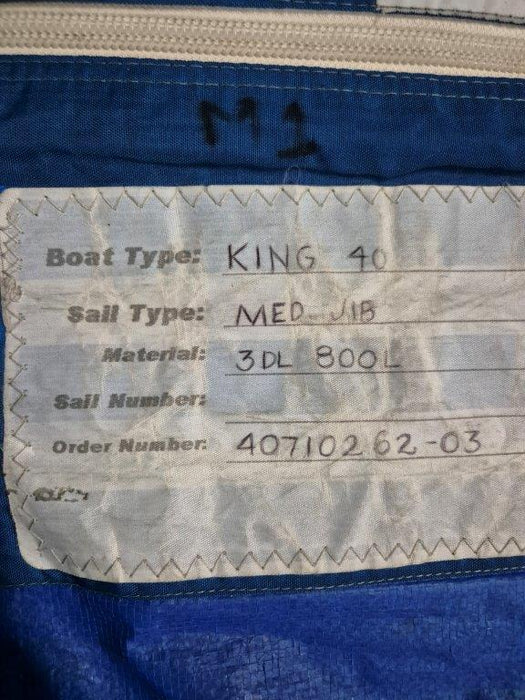 M1
Boat Type: KING 40
Sail Type: MED JIB
Material: 3DL 800L
Sail Number:
Order Number: 40710262-03